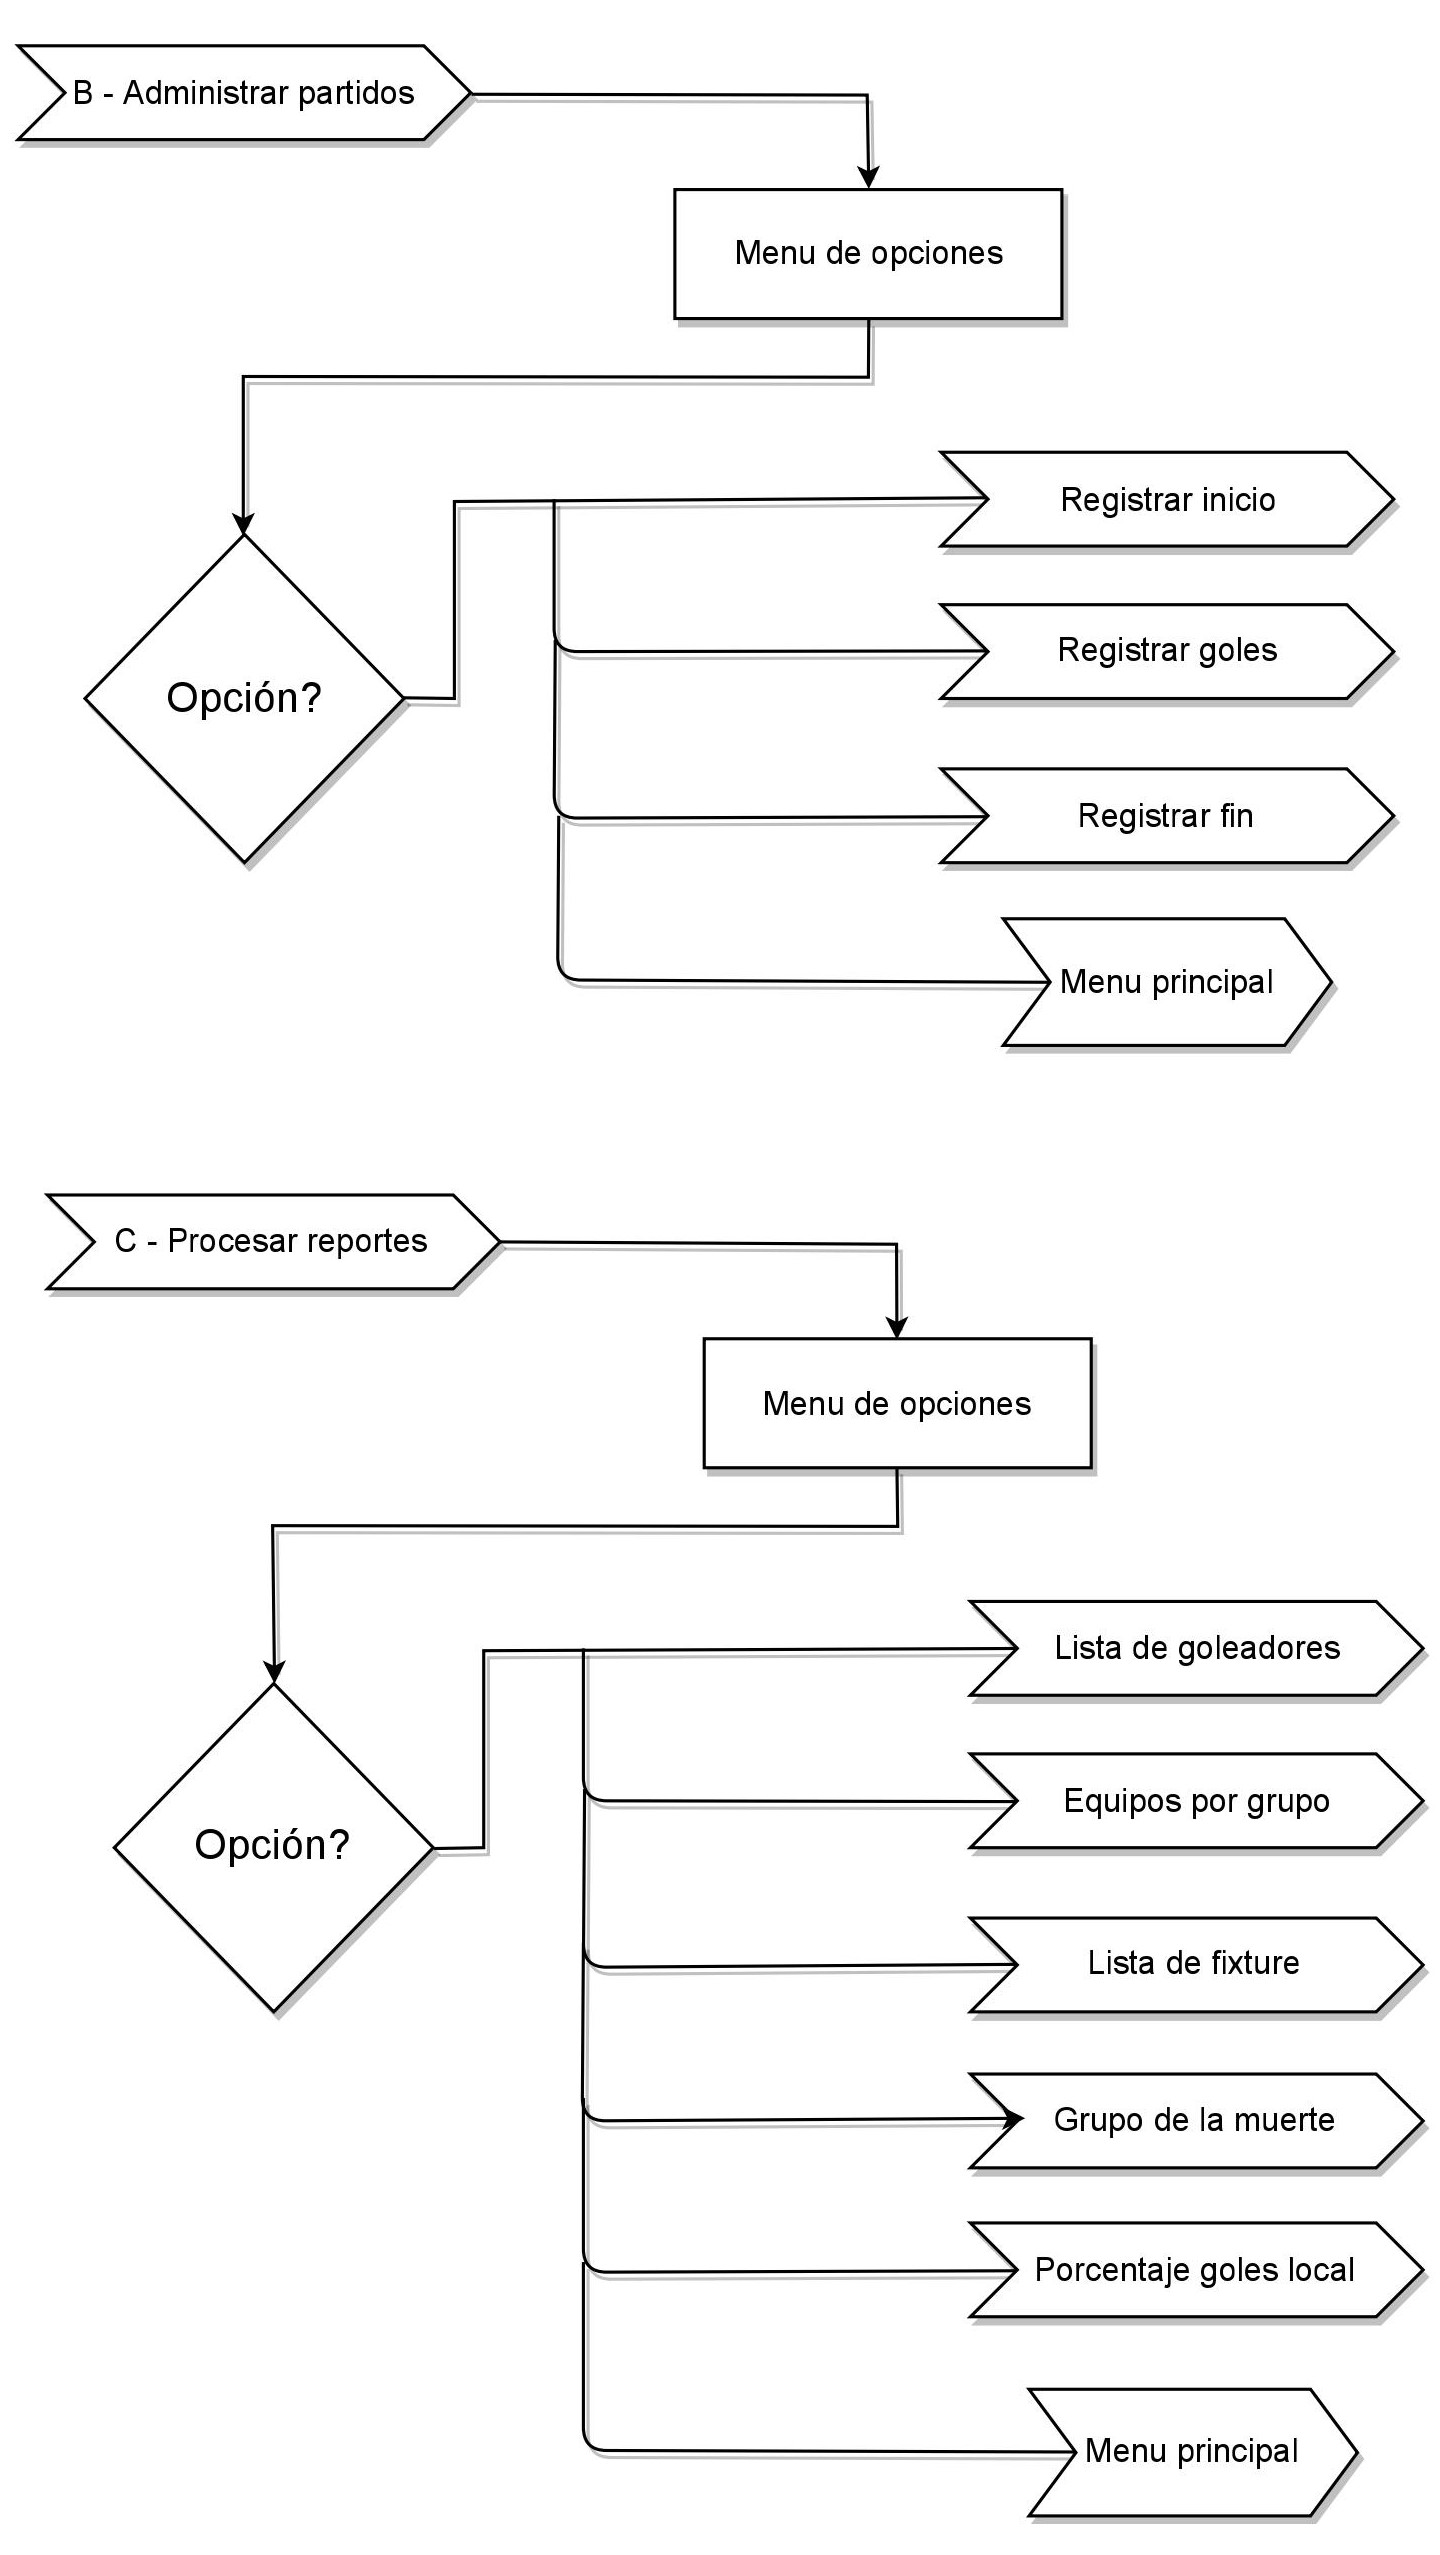 B - Administrar partidos
Menu de opciones
Registrar inicio
Registrar goles
Opción?
Registrar fin
Menu principal
C - Procesar reportes
Menu de opciones
Lista de goleadores
Equipos por grupo
Opción?
Lista de fixture
Grupo de la muerte
Porcentaje goles local
Menu principal